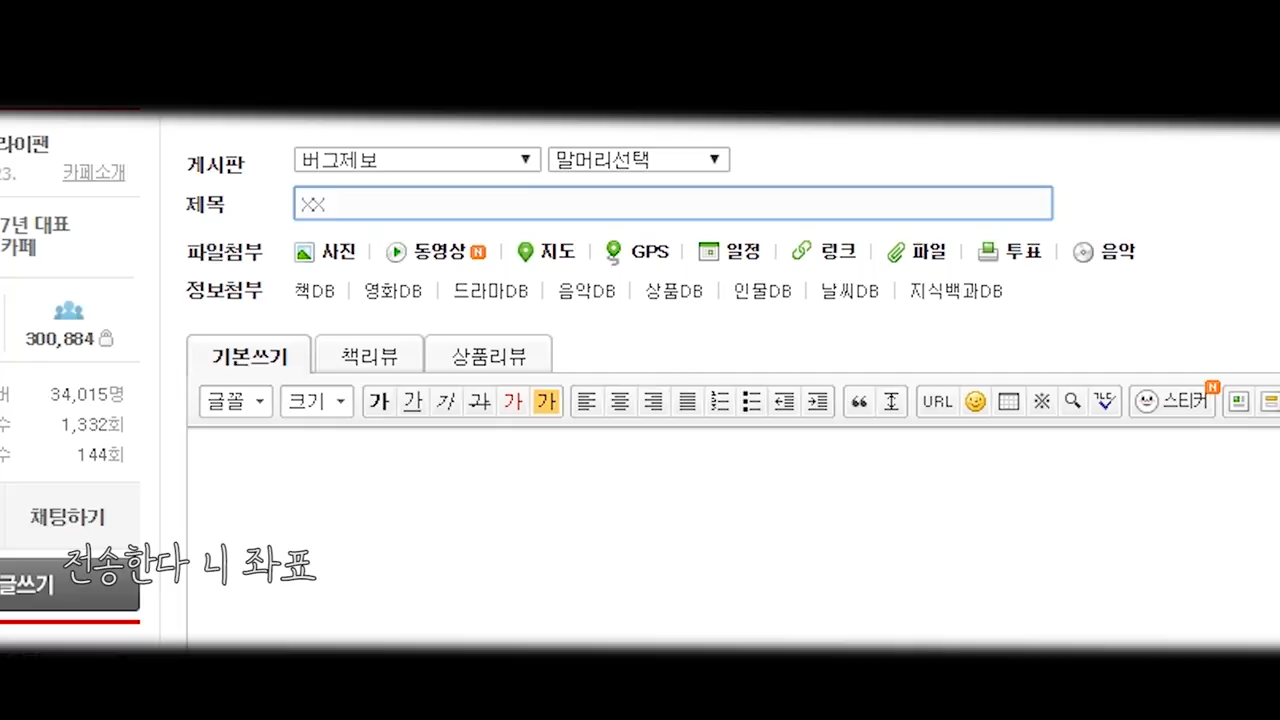 라이팬
23.
카페소개
7년 대표
카페
300,884
34,015명
수 1,332회
수 144회
채팅하기
글쓰기
전송한다 니 좌표
게시판 버그제보 ▼ 말머리선택 ▼
제목 XX
파일첨부 사진 동영상 N 지도 GPS 일정 링크 파일 투표 음악
정보첨부 책DB 영화DB 드라마DB 음악DB 상품DB 인물DB 날씨DB 지식백과DB
기본쓰기 책리뷰 상품리뷰
글꼴 크기 가 가 가 가 가 가 URL ※ 스티커 N